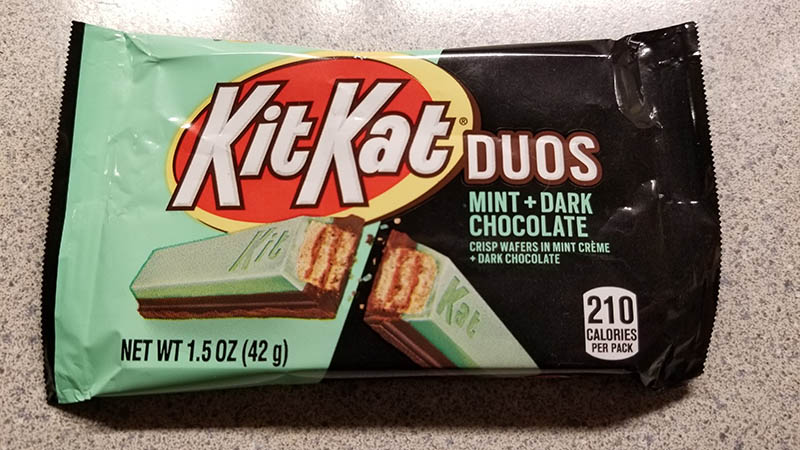 KitKat®
DUOS
MINT + DARK
CHOCOLATE
CRISP WAFERS IN MINT CRÈME
+ DARK CHOCOLATE
Kit
Kat
210
CALORIES
PER PACK
NET WT 1.5 OZ (42 g)